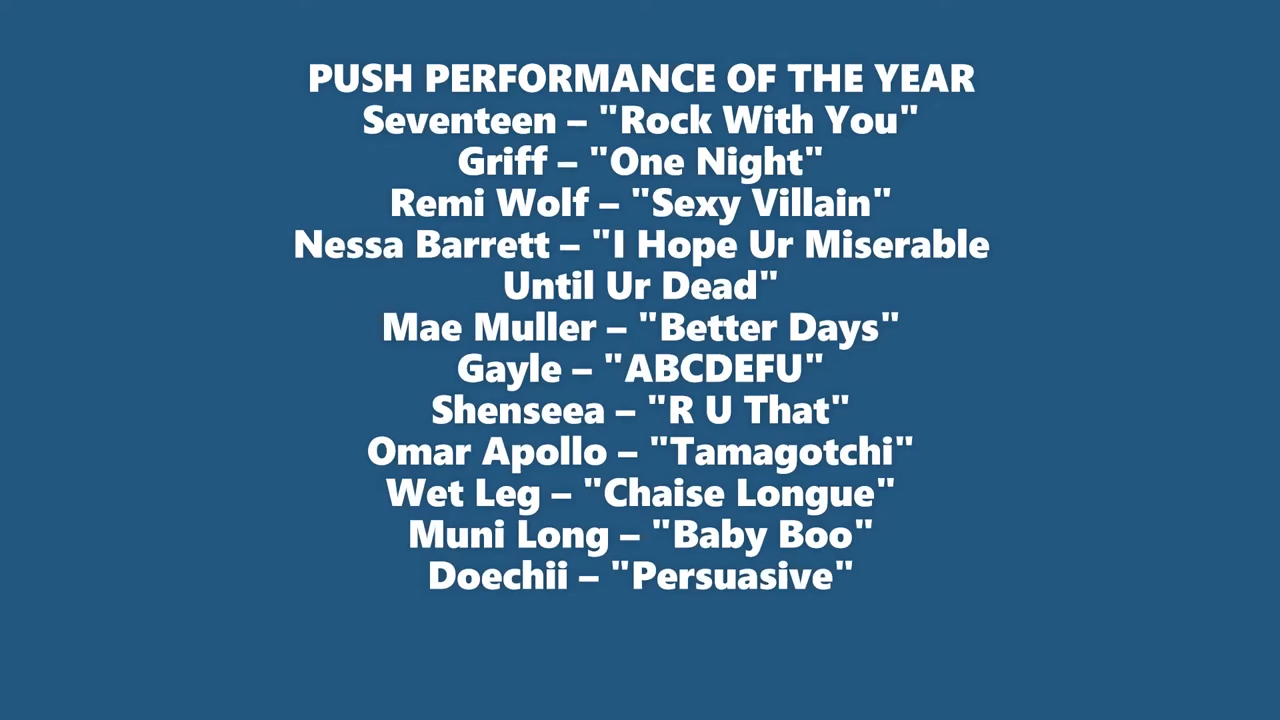 PUSH PERFORMANCE OF THE YEAR
Seventeen – "Rock With You"
Griff – "One Night"
Remi Wolf – "Sexy Villain"
Nessa Barrett – "I Hope Ur Miserable
Until Ur Dead"
Mae Muller – "Better Days"
Gayle – "ABCDEFU"
Shenseea – "R U That"
Omar Apollo – "Tamagotchi"
Wet Leg – "Chaise Longue"
Muni Long – "Baby Boo"
Doechii – "Persuasive"